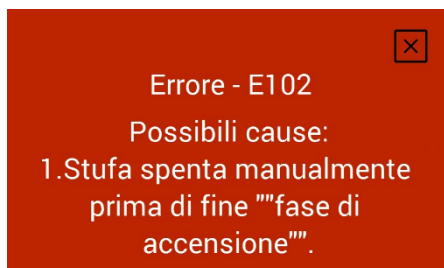 Errore - E102
Possibili cause:
1.Stufa spenta manualmente
prima di fine ""fase di
accensione"".